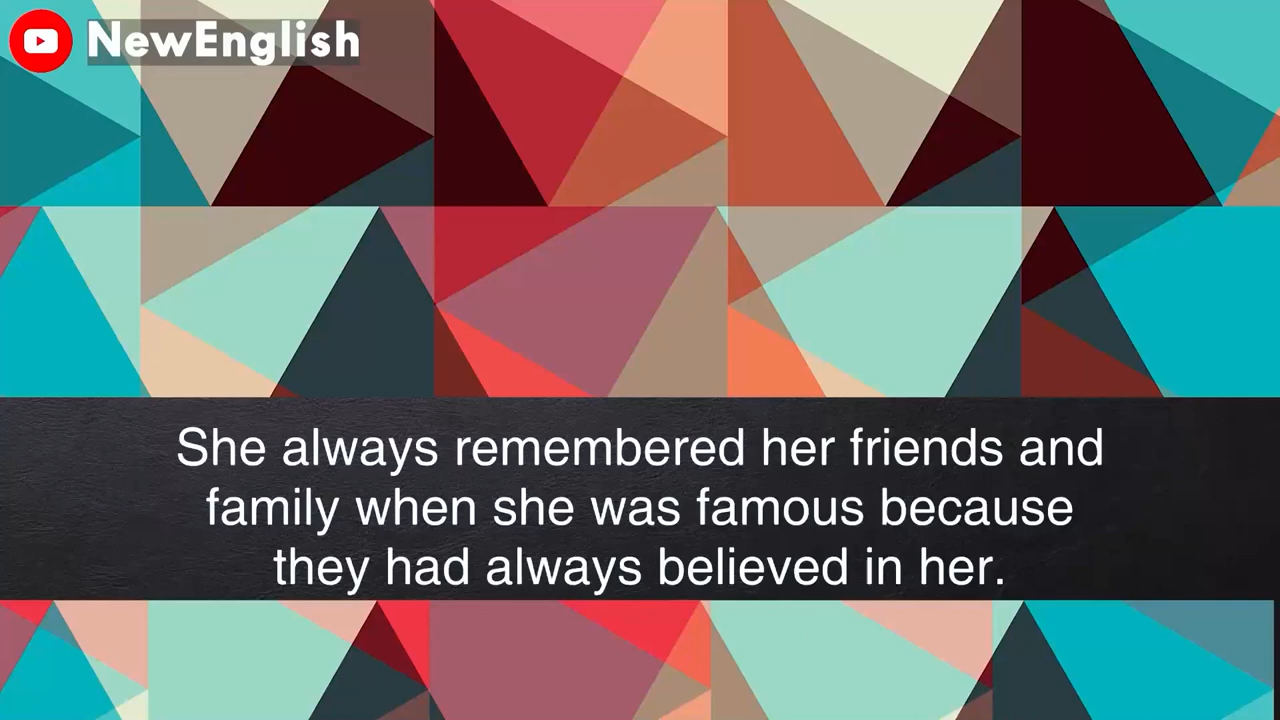 NewEnglish
She always remembered her friends and
family when she was famous because
they had always believed in her.